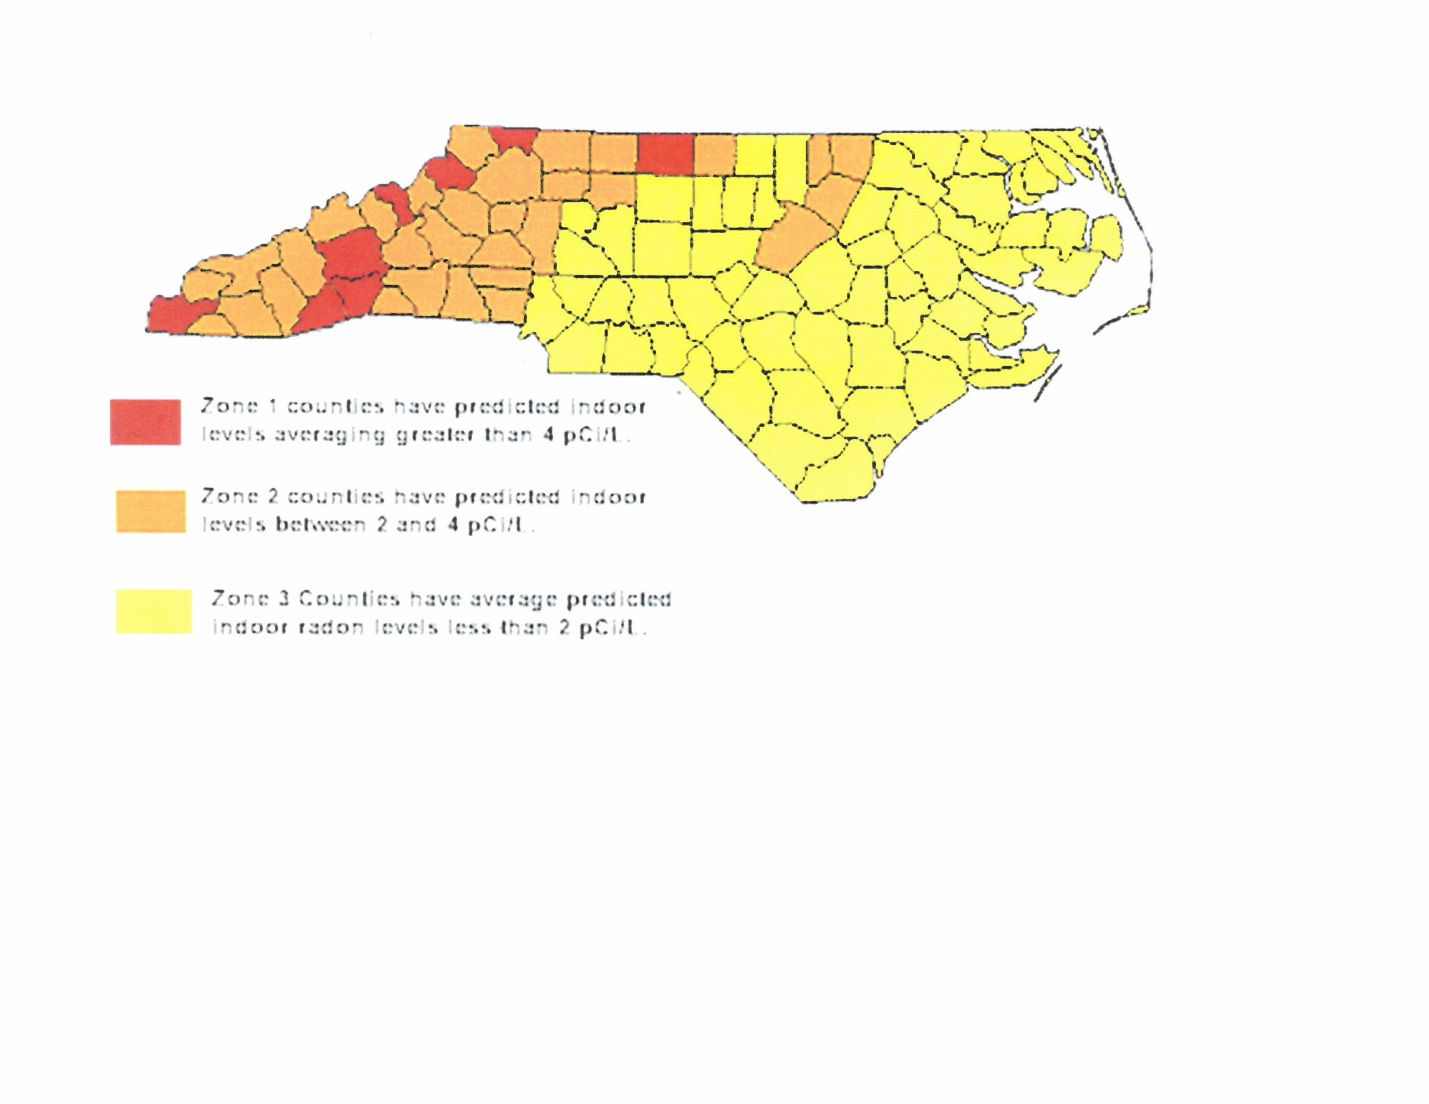 Zone 1 counties have predicted indoor
levels averaging greater than 4 pCi/L.
Zone 2 counties have predicted indoor
levels between 2 and 4 pCi/L.
Zone 3 Counties have average predicted
indoor radon levels less than 2 pCi/L.